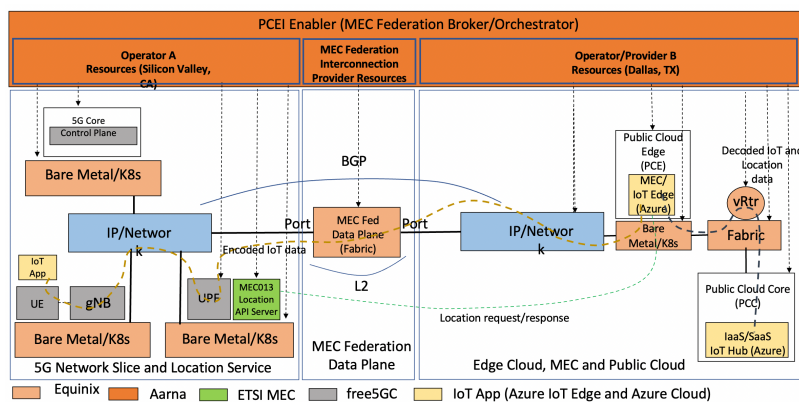 PCEI Enabler (MEC Federation Broker/Orchestrator)
Operator A
Resources (Silicon Valley,
CA)
MEC Federation
Interconnection
Provider Resources
Operator/Provider B
Resources (Dallas, TX)
5G Core
Control Plane
Bare Metal/K8s
IP/Networ
k
IoT
App
UE
gNB
Bare Metal/K8s
Encoded IoT data
UPF
MEC013
Location
API Server
Bare Metal/K8s
5G Network Slice and Location Service
BGP
Port
MEC Fed
Data Plane
(Fabric)
Port
L2
MEC Federation
Data Plane
IP/Networ
k
Public Cloud
Edge
(PCE)
MEC/
IoT Edge
(Azure)
Bare
Metal/K8s
Decoded IoT and
Location
data
vRtr
Fabric
Location request/response
Public Cloud Core
(PCC)
IaaS/SaaS
IoT Hub (Azure)
Edge Cloud, MEC and Public Cloud
Equinix
Aarna
ETSI MEC
free5GC
IoT App (Azure IoT Edge and Azure Cloud)